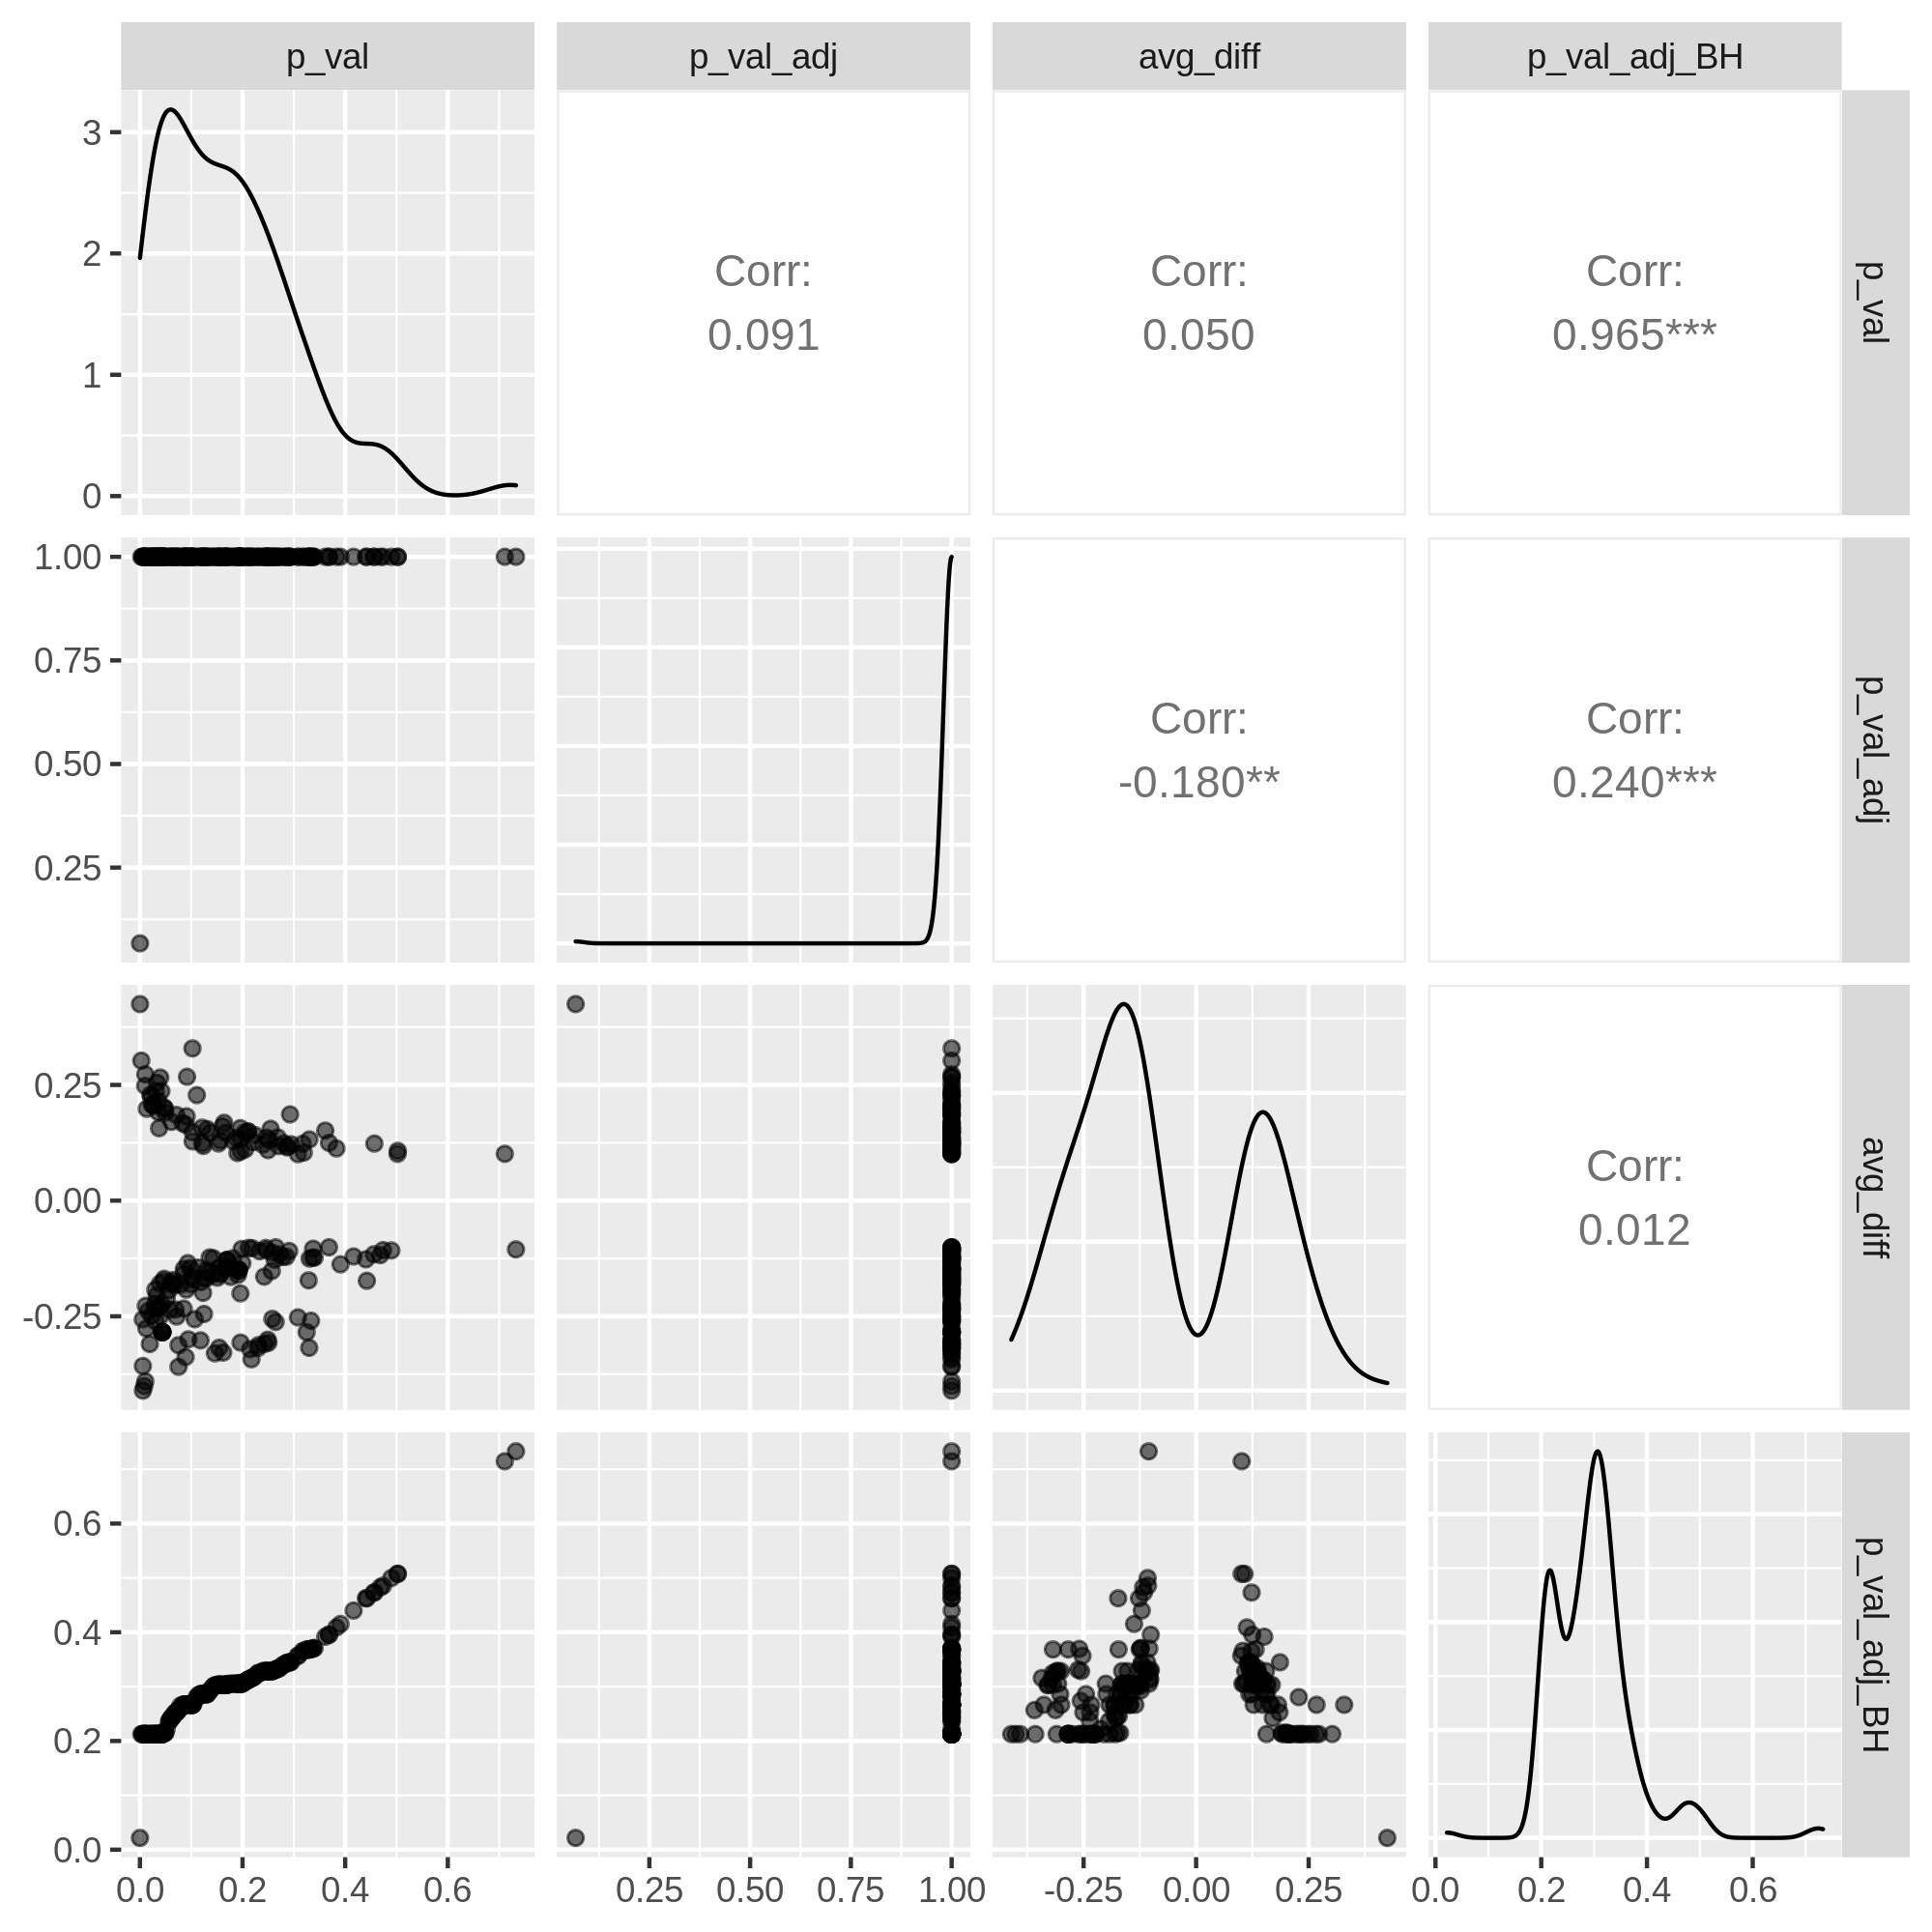 p_val p_val_adj avg_diff p_val_adj_BH
3
2
1
0
Corr:
0.091
Corr:
0.050
Corr:
0.965***
p_val
1.00
0.75
0.50
0.25
Corr:
-0.180**
Corr:
0.240***
p_val_adj
0.25
0.00
-0.25
Corr:
0.012
avg_diff
0.6
0.4
0.2
0.0
p_val_adj_BH
0.0 0.2 0.4 0.6 0.25 0.50 0.75 1.00 -0.25 0.00 0.25 0.0 0.2 0.4 0.6